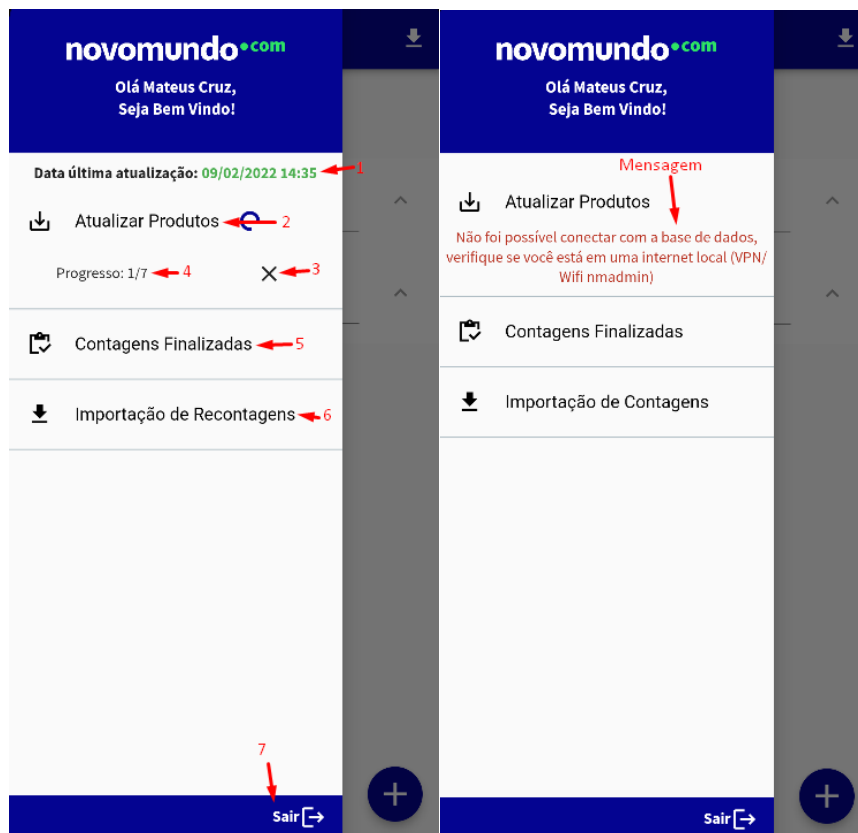 novomundo•com
Olá Mateus Cruz,
Seja Bem Vindo!
Data última atualização: 09/02/2022 14:35
1
Atualizar Produtos
2
Progresso: 1/7
4
3
Contagens Finalizadas
5
Importação de Recontagens
6
7
Sair
novomundo•com
Olá Mateus Cruz,
Seja Bem Vindo!
Mensagem
Atualizar Produtos
Não foi possível conectar com a base de dados,
verifique se você está em uma internet local (VPN/
Wifi nmadmin)
Contagens Finalizadas
Importação de Contagens
Sair